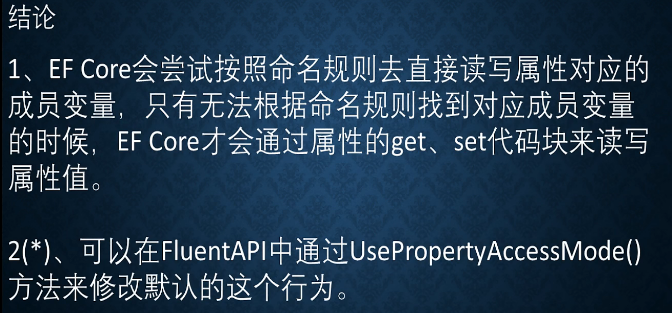 结论
1、EF Core会尝试按照命名规则去直接读写属性对应的
成员变量，只有无法根据命名规则找到对应成员变量
的时候，EF Core才会通过属性的get、set代码块来读写
属性值。
2(*)、可以在FluentAPI中通过UsePropertyAccessMode()
方法来修改默认的这个行为。